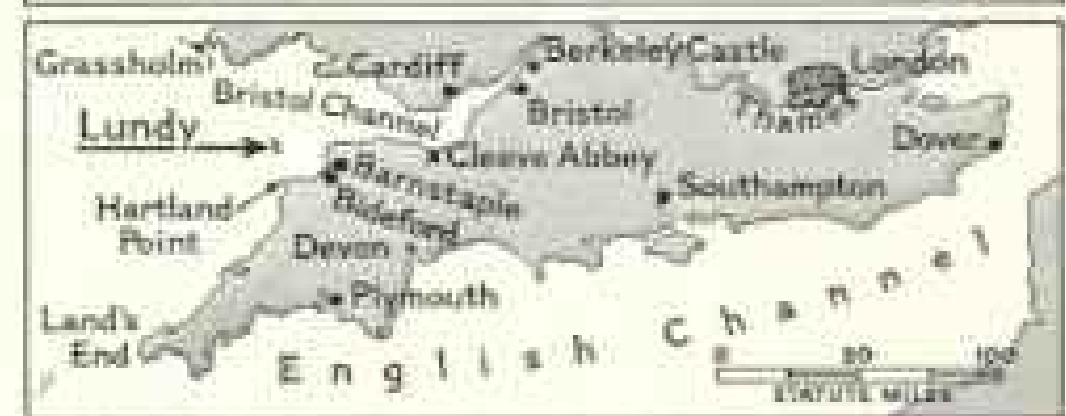 Grassholm
Cardiff
Berkeley Castle
London
Bristol Channel
Bristol
Thames
Lundy
Dover
Cleeve Abbey
Barnstaple
Southampton
Hartland
Point
Bideford
Devon
Plymouth
Land's
End
English Channel
0 50 100
STATUTE MILES